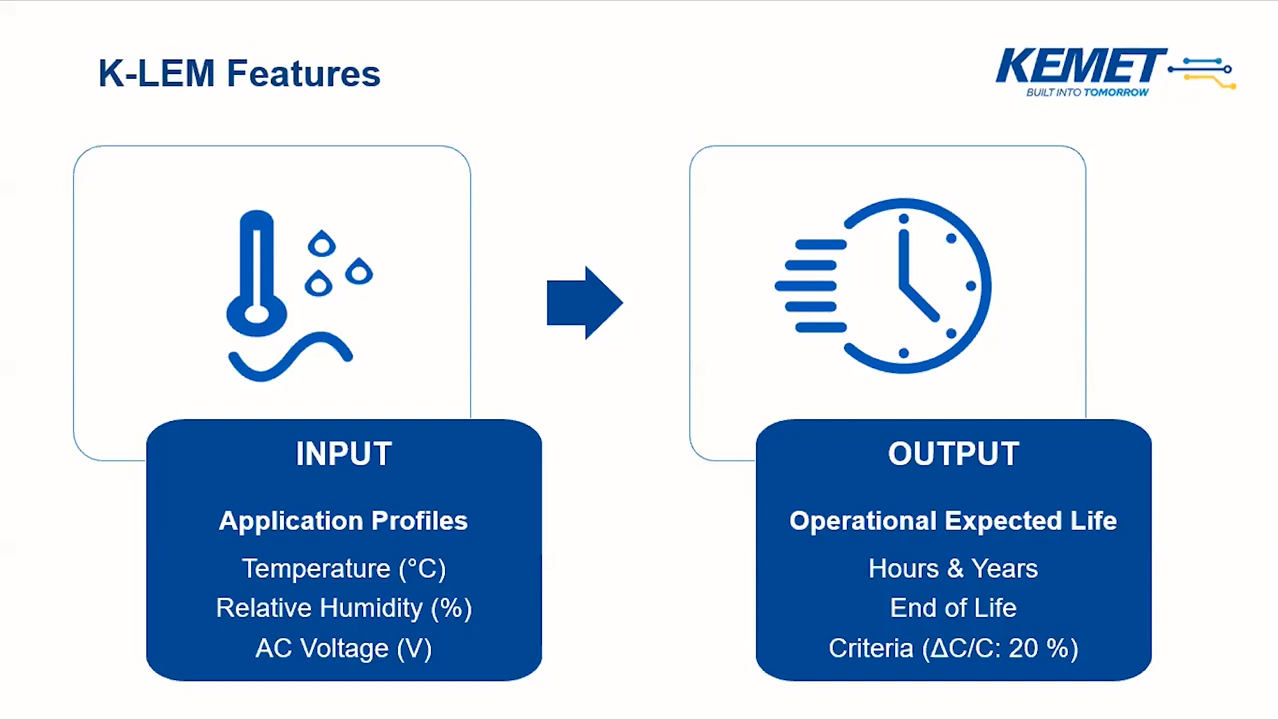 K-LEM Features
KEMET
BUILT INTO TOMORROW
INPUT
Application Profiles
Temperature (°C)
Relative Humidity (%)
AC Voltage (V)
OUTPUT
Operational Expected Life
Hours & Years
End of Life
Criteria (ΔC/C: 20 %)